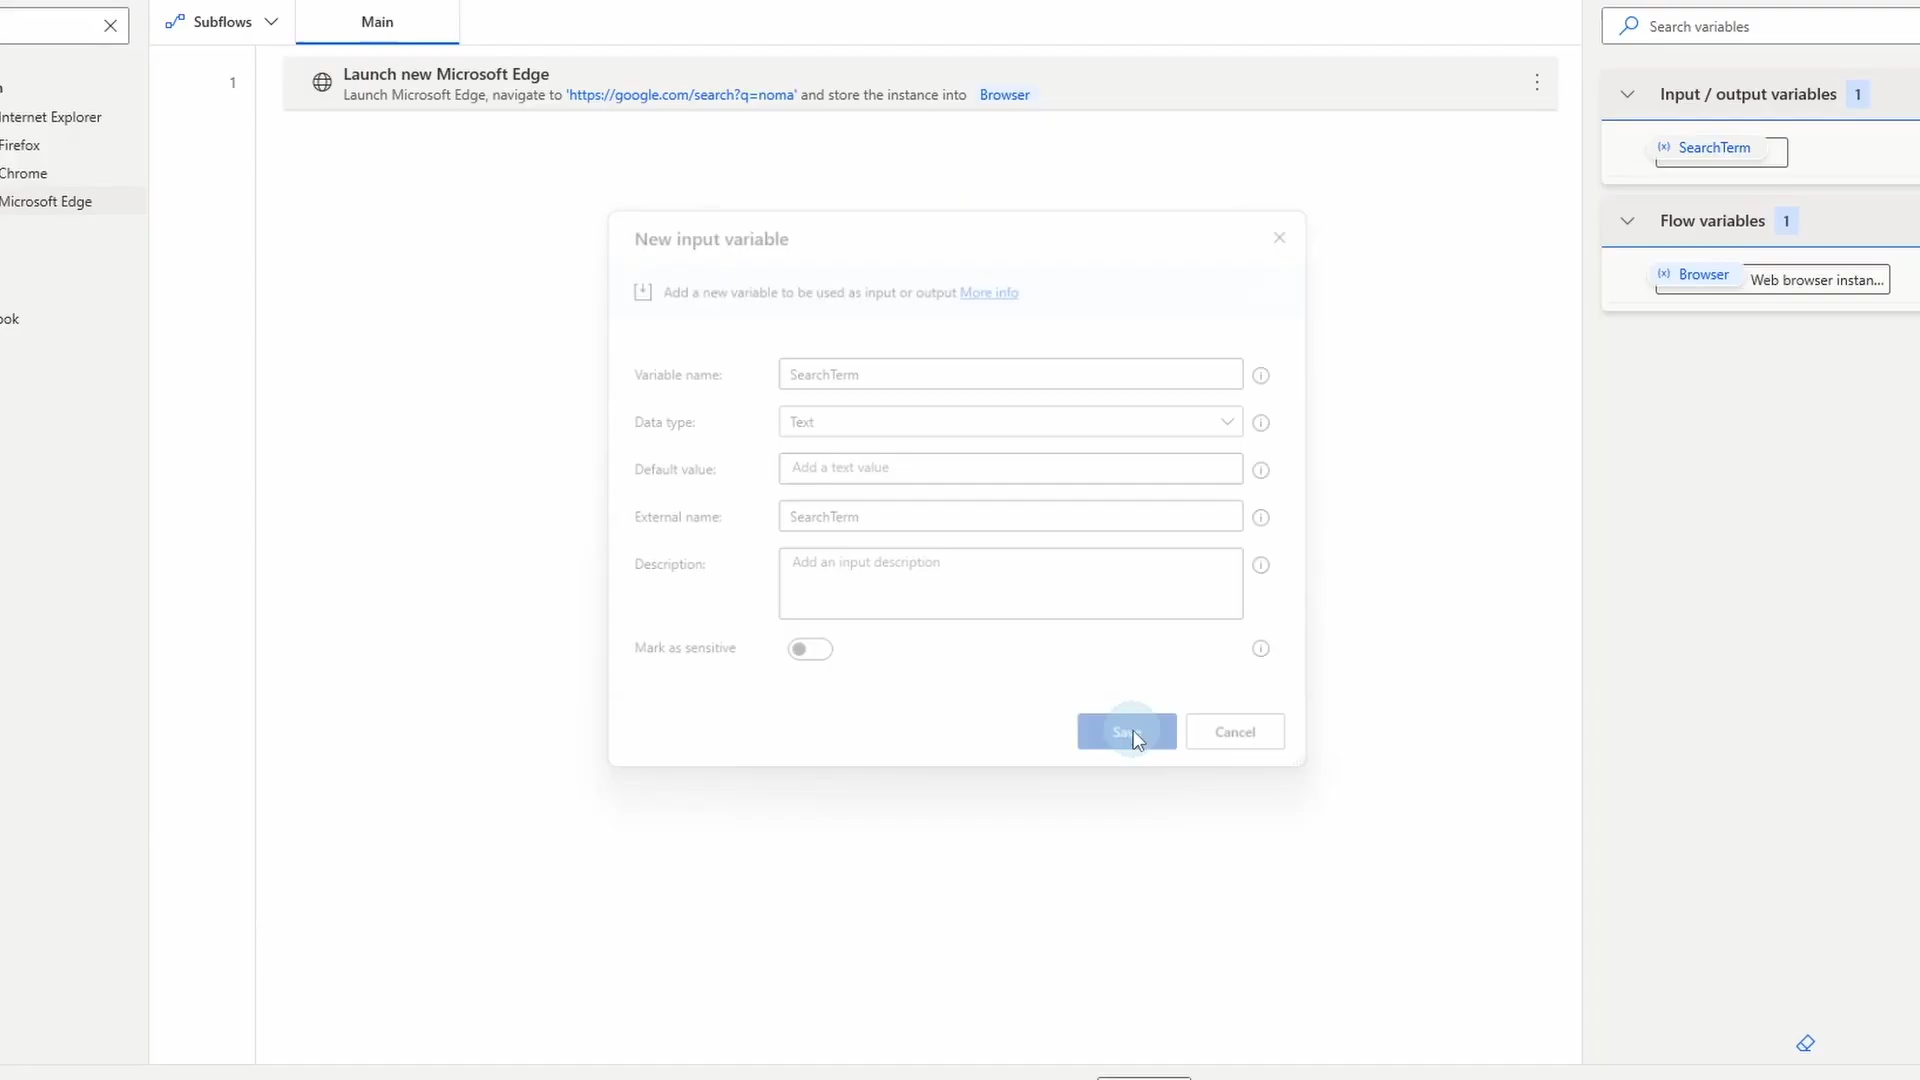 Subflows
Main
Search variables
1
Launch new Microsoft Edge
Launch Microsoft Edge, navigate to 'https://google.com/search?q=noma' and store the instance into Browser
Internet Explorer
Firefox
Chrome
Microsoft Edge
ook
Input / output variables 1
(x) SearchTerm
Flow variables 1
(x) Browser
Web browser instan...
New input variable
Add a new variable to be used as input or output More info
Variable name:
SearchTerm
Data type:
Text
Default value:
Add a text value
External name:
SearchTerm
Description:
Add an input description
Mark as sensitive
Save
Cancel